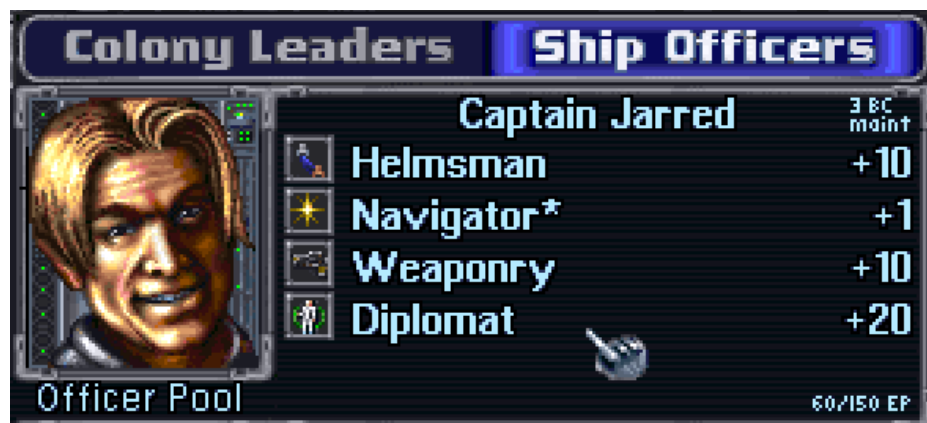 Colony Leaders Ship Officers
Captain Jarred 3 BC
maint
Helmsman +10
Navigator* +1
Weaponry +10
Diplomat +20
Officer Pool 60/150 EP